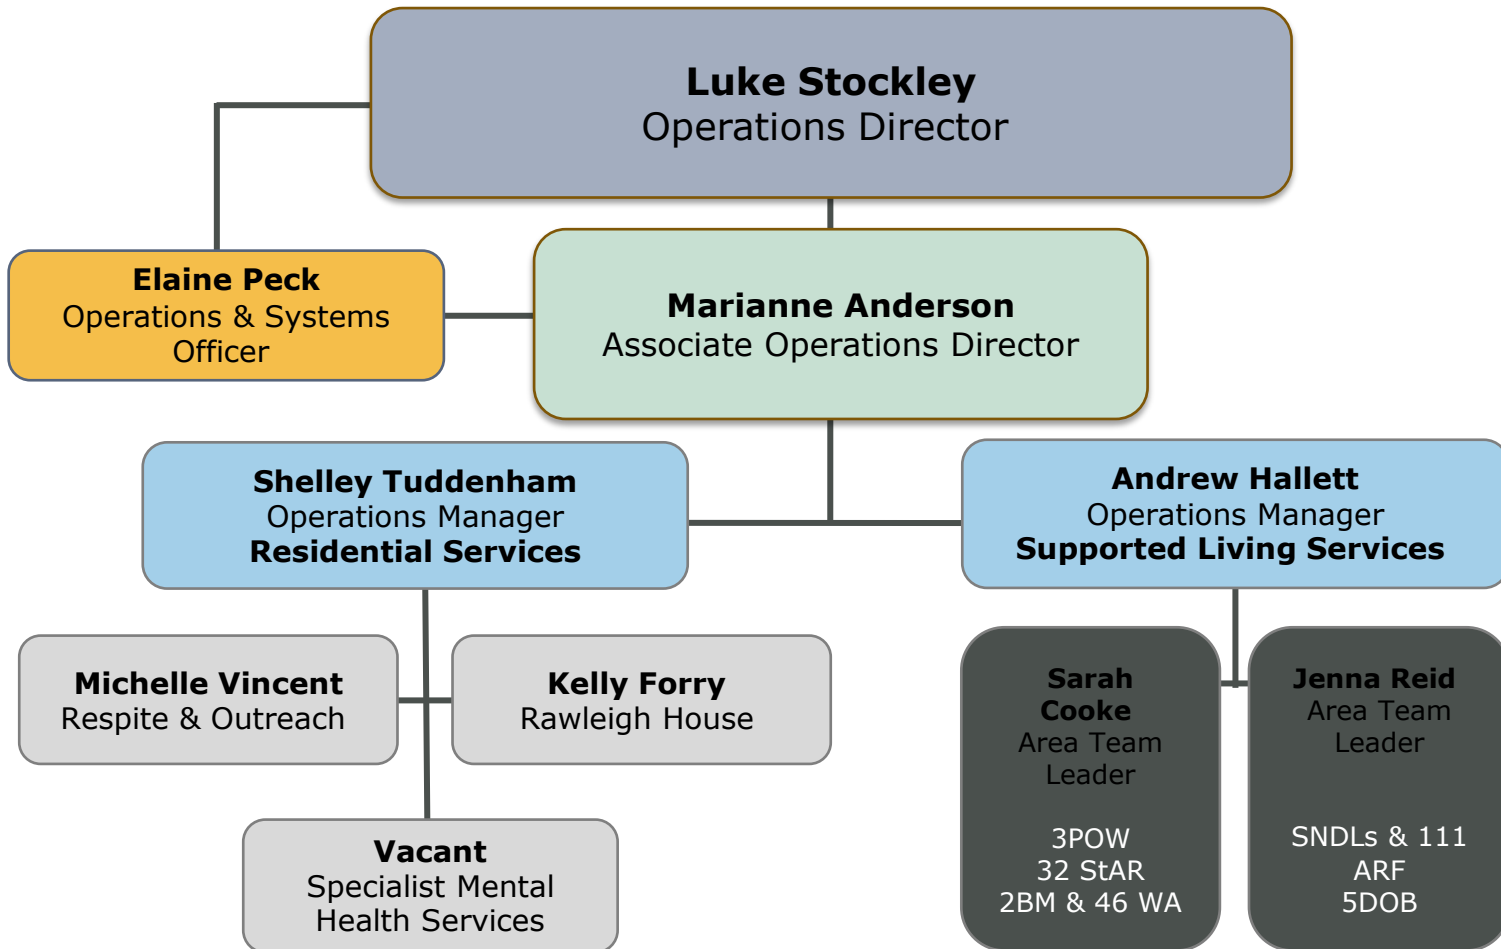 Luke Stockley
Operations Director
Elaine Peck
Operations & Systems
Officer
Marianne Anderson
Associate Operations Director
Shelley Tuddenham
Operations Manager
Residential Services
Andrew Hallett
Operations Manager
Supported Living Services
Michelle Vincent
Respite & Outreach
Kelly Forry
Rawleigh House
Vacant
Specialist Mental
Health Services
Sarah
Cooke
Area Team
Leader
3POW
32 StAR
2BM & 46 WA
Jenna Reid
Area Team
Leader
SNDLs & 111
ARF
5DOB